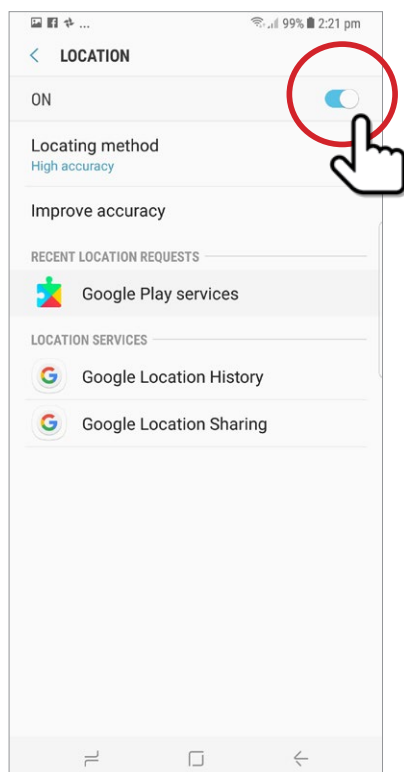 ... 99% 2:21 pm
LOCATION
ON
Locating method
High accuracy
Improve accuracy
RECENT LOCATION REQUESTS
Google Play services
LOCATION SERVICES
Google Location History
Google Location Sharing